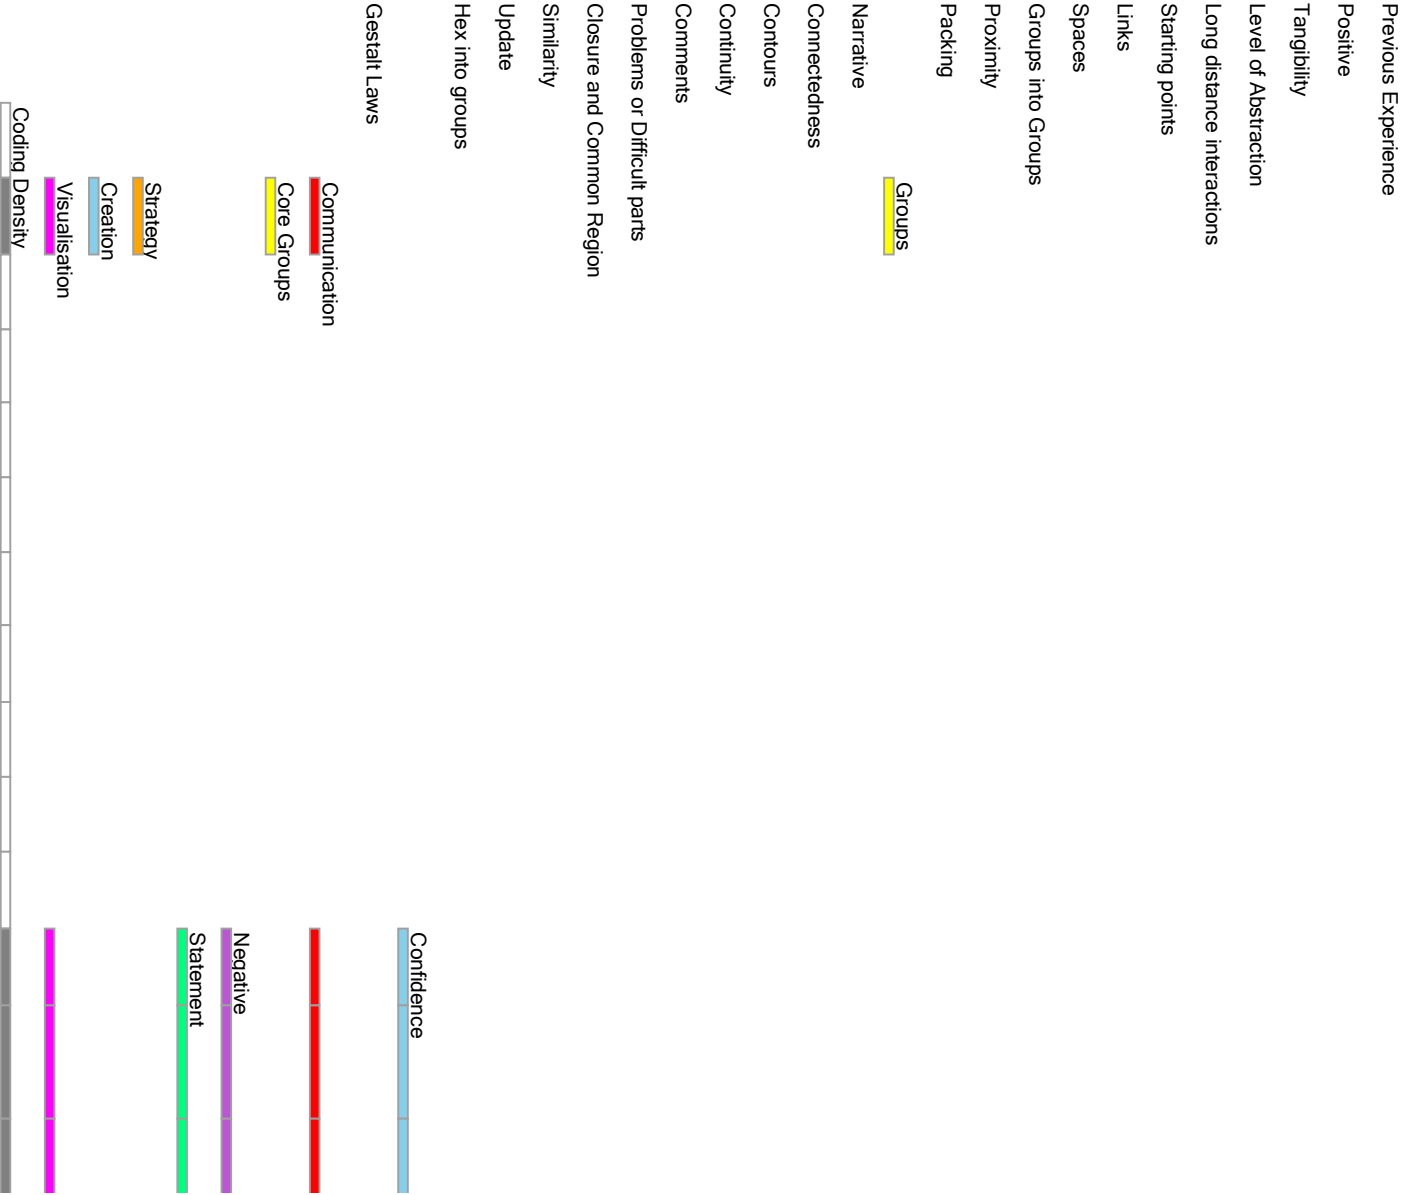 Previous Experience
Positive
Tangibility
Level of Abstraction
Long distance interactions
Starting points
Links
Spaces
Groups into Groups
Proximity
Packing
Groups
Narrative
Connectedness
Contours
Continuity
Comments
Problems or Difficult parts
Closure and Common Region
Similarity
Update
Hex into groups
Confidence
Gestalt Laws
Communication
Core Groups
Negative
Statement
Strategy
Creation
Visualisation
Coding Density